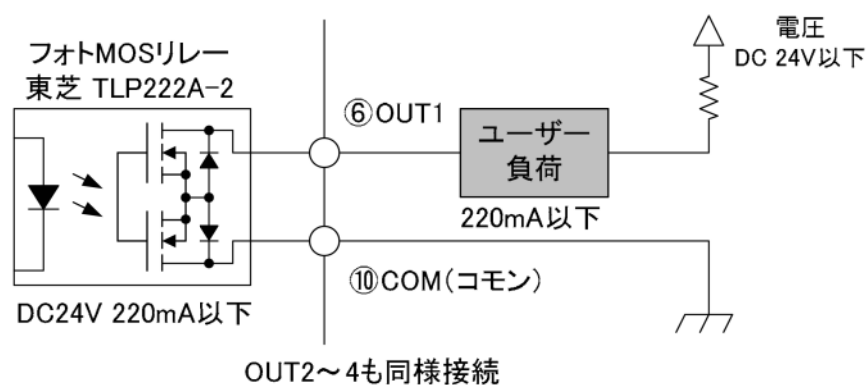 フォトMOSリレー
東芝 TLP222A-2
⑥OUT1
電圧
DC 24V以下
ユーザー
負荷
220mA以下
⑩COM(コモン)
DC24V 220mA以下
OUT2～4も同様接続